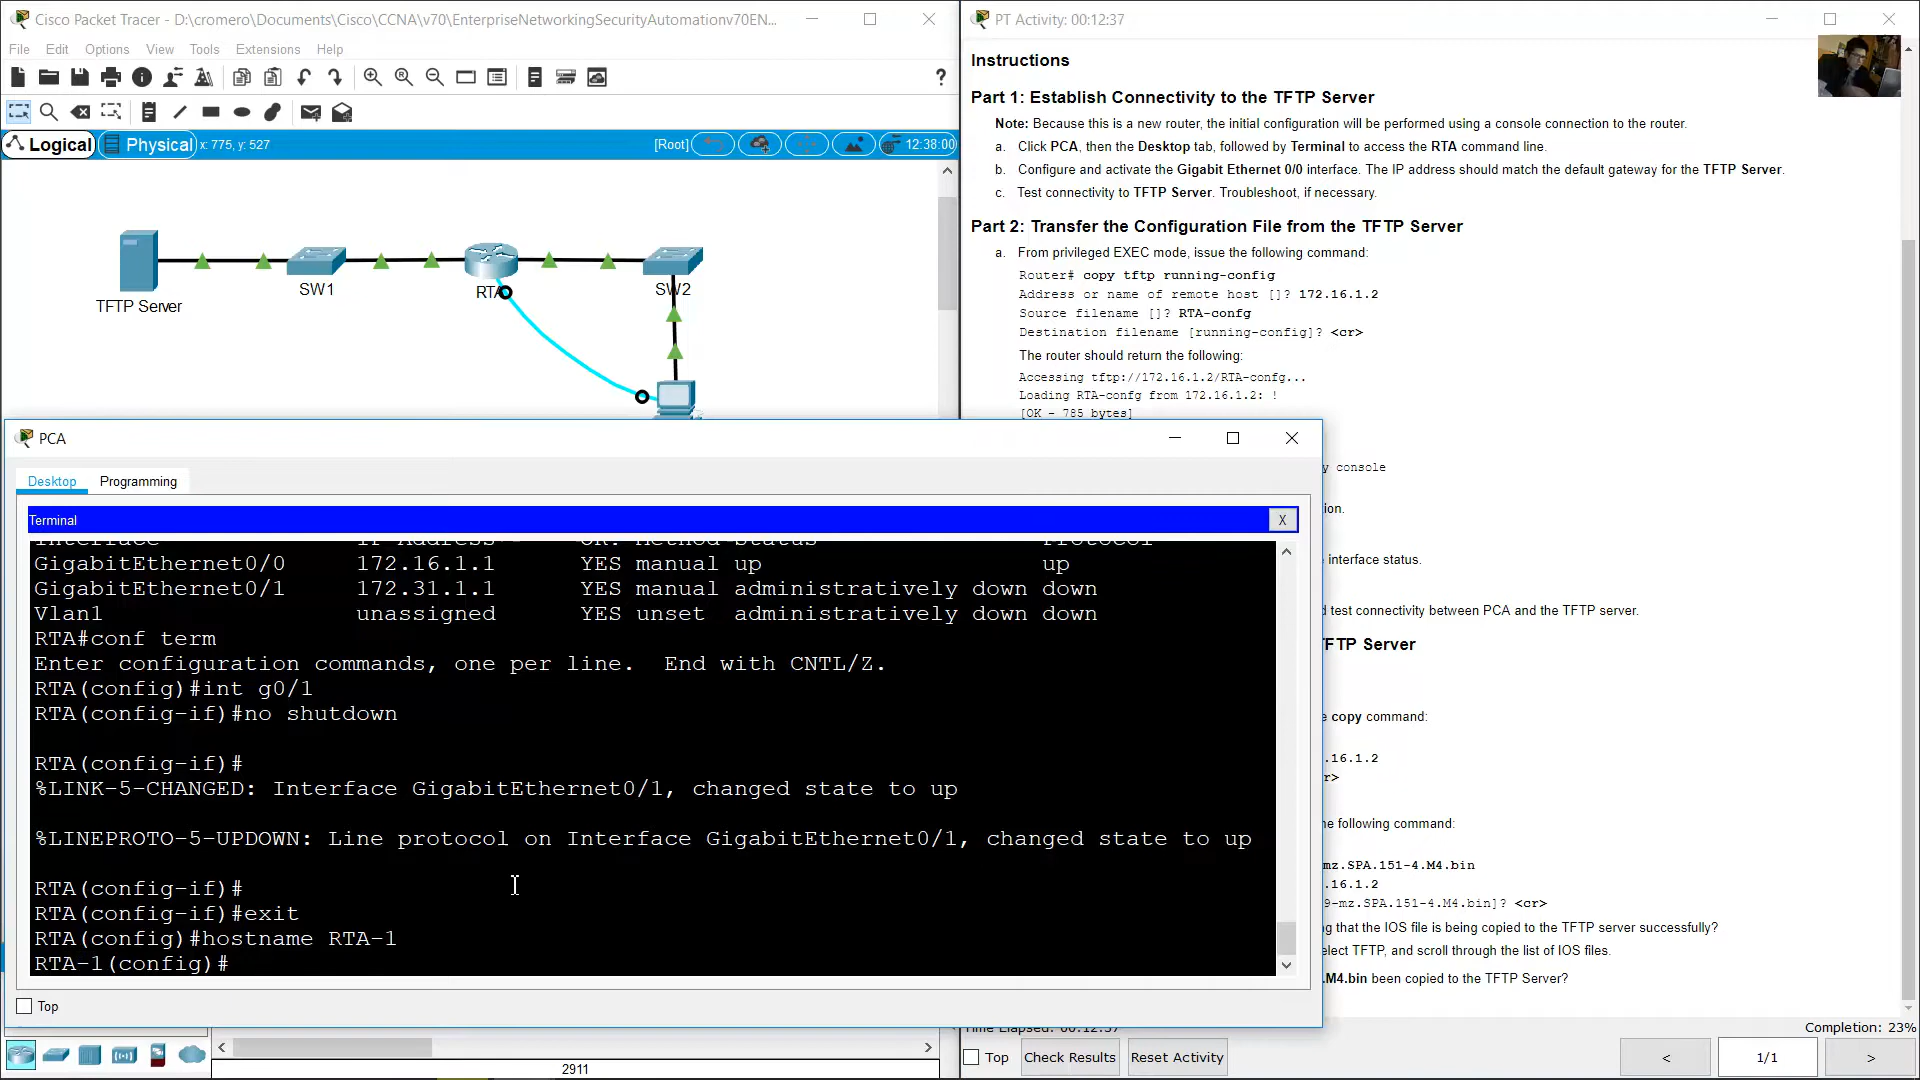 Cisco Packet Tracer - D:\cromero\Documents\Cisco\CCNA\v70\EnterpriseNetworkingSecurityAutomationv70EN...
File Edit Options View Tools Extensions Help
?
Logical Physical x: 775, y: 527
[Root] 12:38:00
TFTP Server
SW1
RTA
SW2
PT Activity: 00:12:37
Instructions
Part 1: Establish Connectivity to the TFTP Server
Note: Because this is a new router, the initial configuration will be performed using a console connection to the router.
a. Click PCA, then the Desktop tab, followed by Terminal to access the RTA command line.
b. Configure and activate the Gigabit Ethernet 0/0 interface. The IP address should match the default gateway for the TFTP Server.
c. Test connectivity to TFTP Server. Troubleshoot, if necessary.
Part 2: Transfer the Configuration File from the TFTP Server
a. From privileged EXEC mode, issue the following command:
Router# copy tftp running-config
Address or name of remote host []? 172.16.1.2
Source filename []? RTA-confg
Destination filename [running-config]? <cr>
The router should return the following:
Accessing tftp://172.16.1.2/RTA-confg...
Loading RTA-confg from 172.16.1.2: !
[OK - 785 bytes]
y console
ion.
interface status.
d test connectivity between PCA and the TFTP server.
FTP Server
e copy command:
.16.1.2
r>
he following command:
mz.SPA.151-4.M4.bin
.16.1.2
9-mz.SPA.151-4.M4.bin]? <cr>
g that the IOS file is being copied to the TFTP server successfully?
elect TFTP, and scroll through the list of IOS files.
.M4.bin been copied to the TFTP Server?
PCA
Desktop Programming
Terminal X
Interface IP-Address OK? Method Status Protocol
GigabitEthernet0/0 172.16.1.1 YES manual up up
GigabitEthernet0/1 172.31.1.1 YES manual administratively down down
Vlan1 unassigned YES unset administratively down down
RTA#conf term
Enter configuration commands, one per line. End with CNTL/Z.
RTA(config)#int g0/1
RTA(config-if)#no shutdown
RTA(config-if)#
%LINK-5-CHANGED: Interface GigabitEthernet0/1, changed state to up
%LINEPROTO-5-UPDOWN: Line protocol on Interface GigabitEthernet0/1, changed state to up
RTA(config-if)#
RTA(config-if)#exit
RTA(config)#hostname RTA-1
RTA-1(config)#
Top
2911
Time Elapsed: 00:12:37
Completion: 23%
Top Check Results Reset Activity < 1/1 >